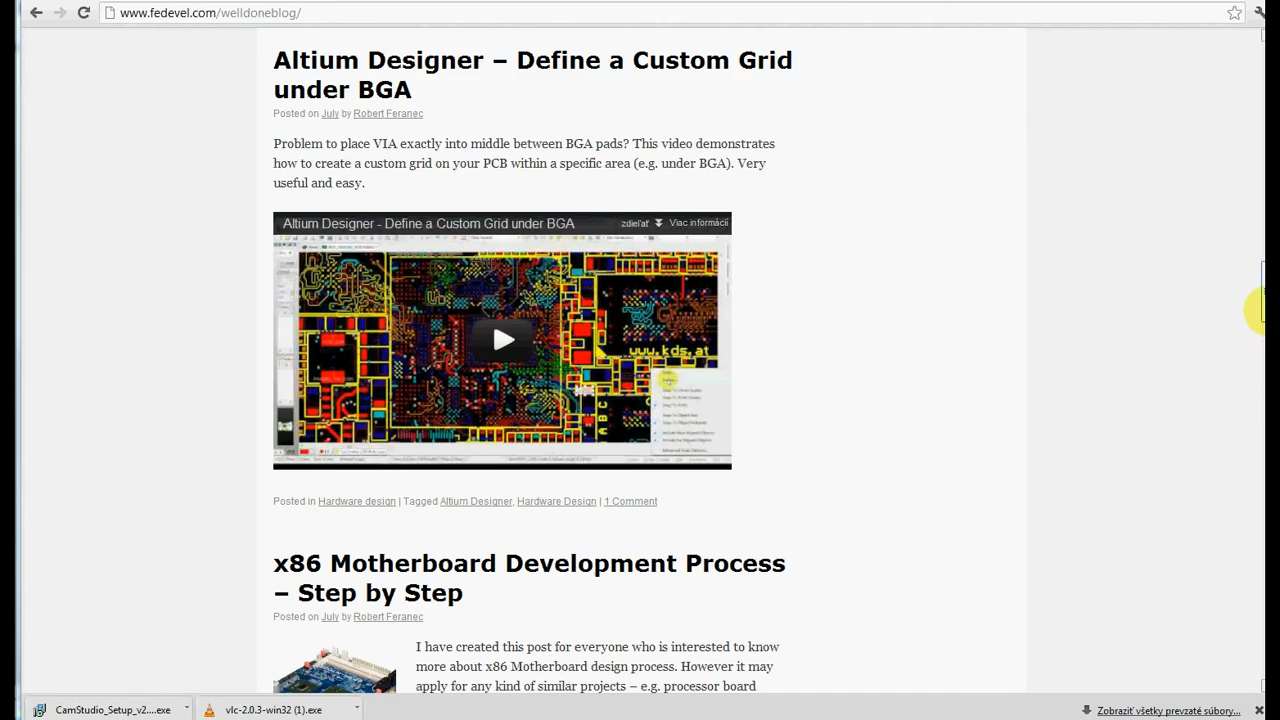 www.fedevel.com/welldoneblog/
Altium Designer – Define a Custom Grid
under BGA
Posted on July by Robert Feranec
Problem to place VIA exactly into middle between BGA pads? This video demonstrates
how to create a custom grid on your PCB within a specific area (e.g. under BGA). Very
useful and easy.
Altium Designer - Define a Custom Grid under BGA zdieľať Viac informácií
www.kds.at
ABC
Posted in Hardware design | Tagged Altium Designer, Hardware Design | 1 Comment
x86 Motherboard Development Process
– Step by Step
Posted on July by Robert Feranec
I have created this post for everyone who is interested to know
more about x86 Motherboard design process. However it may
apply for any kind of similar projects – e.g. processor board
CamStudio_Setup_v2....exe
vlc-2.0.3-win32 (1).exe
Zobraziť všetky prevzaté súbory...